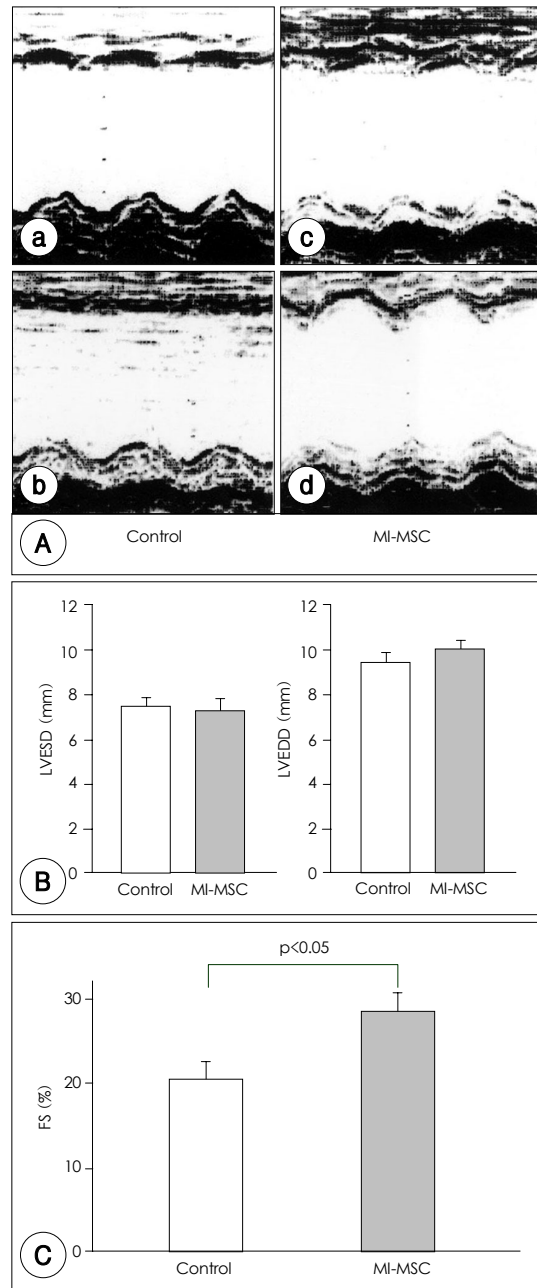 a
c
b
d
A
Control
MI-MSC
12
10
8
6
4
2
0
LVESD (mm)
Control
MI-MSC
12
10
8
6
4
2
0
LVEDD (mm)
Control
MI-MSC
B
p<0.05
30
20
10
0
FS (%)
Control
MI-MSC
C